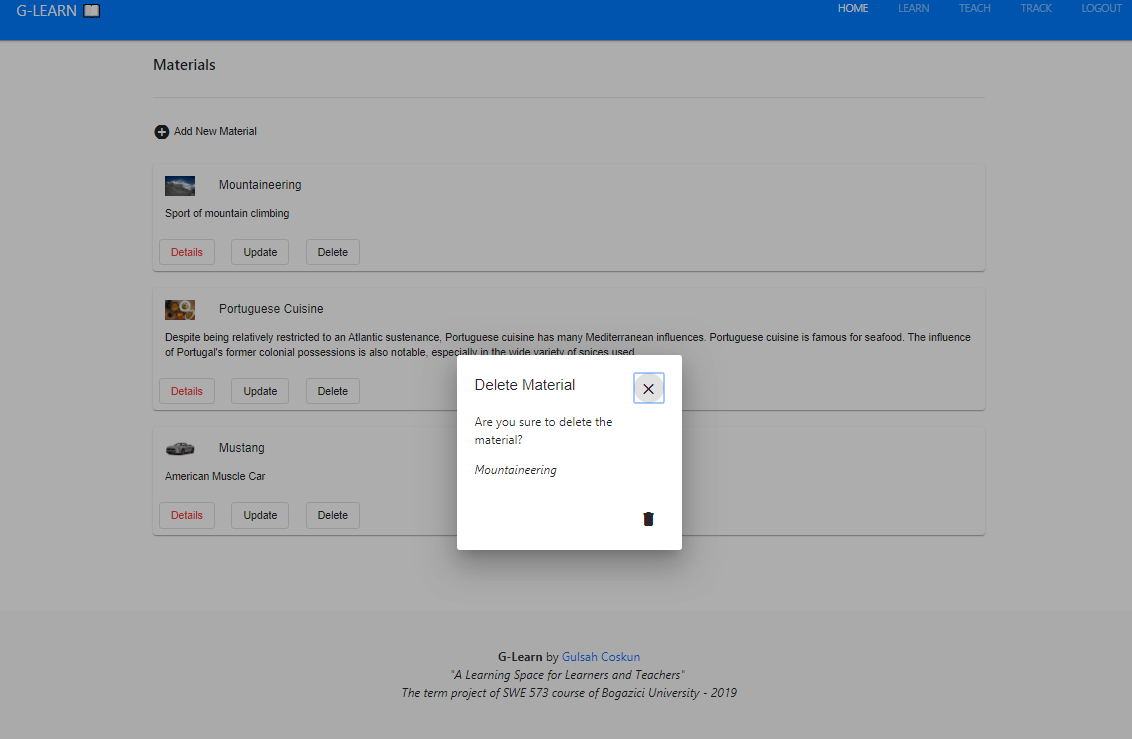 G-LEARN
HOME LEARN TEACH TRACK LOGOUT
Materials
Add New Material
Mountaineering
Sport of mountain climbing
Details Update Delete
Portuguese Cuisine
Despite being relatively restricted to an Atlantic sustenance, Portuguese cuisine has many Mediterranean influences. Portuguese cuisine is famous for seafood. The influence
of Portugal's former colonial possessions is also notable, especially in the wide variety of spices used
Details Update Delete
Mustang
American Muscle Car
Details Update Delete
Delete Material
Are you sure to delete the
material?
Mountaineering
G-Learn by Gulsah Coskun
"A Learning Space for Learners and Teachers"
The term project of SWE 573 course of Bogazici University - 2019